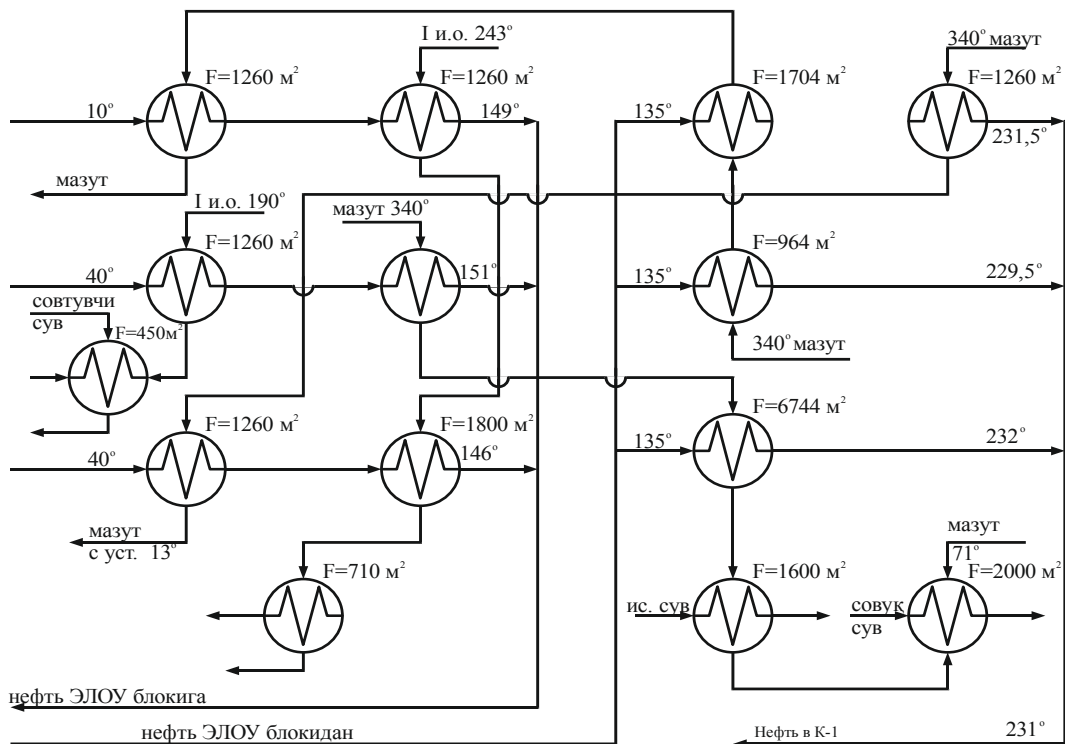 I и.о. 243°
340° мазут
F=1260 м²
F=1260 м²
F=1704 м²
F=1260 м²
10°
149°
135°
231,5°
мазут
I и.о. 190°
мазут 340°
F=1260 м²
F=964 м²
40°
151°
135°
229,5°
совтувчи
сув
F=450м²
340° мазут
F=6744 м²
F=1260 м²
F=1800 м²
40°
146°
135°
232°
мазут
с уст. 13°
мазут
71°
F=710 м²
F=1600 м²
F=2000 м²
ис. сув
совук
сув
нефть ЭЛОУ блокига
нефть ЭЛОУ блокидан
Нефть в К-1
231°